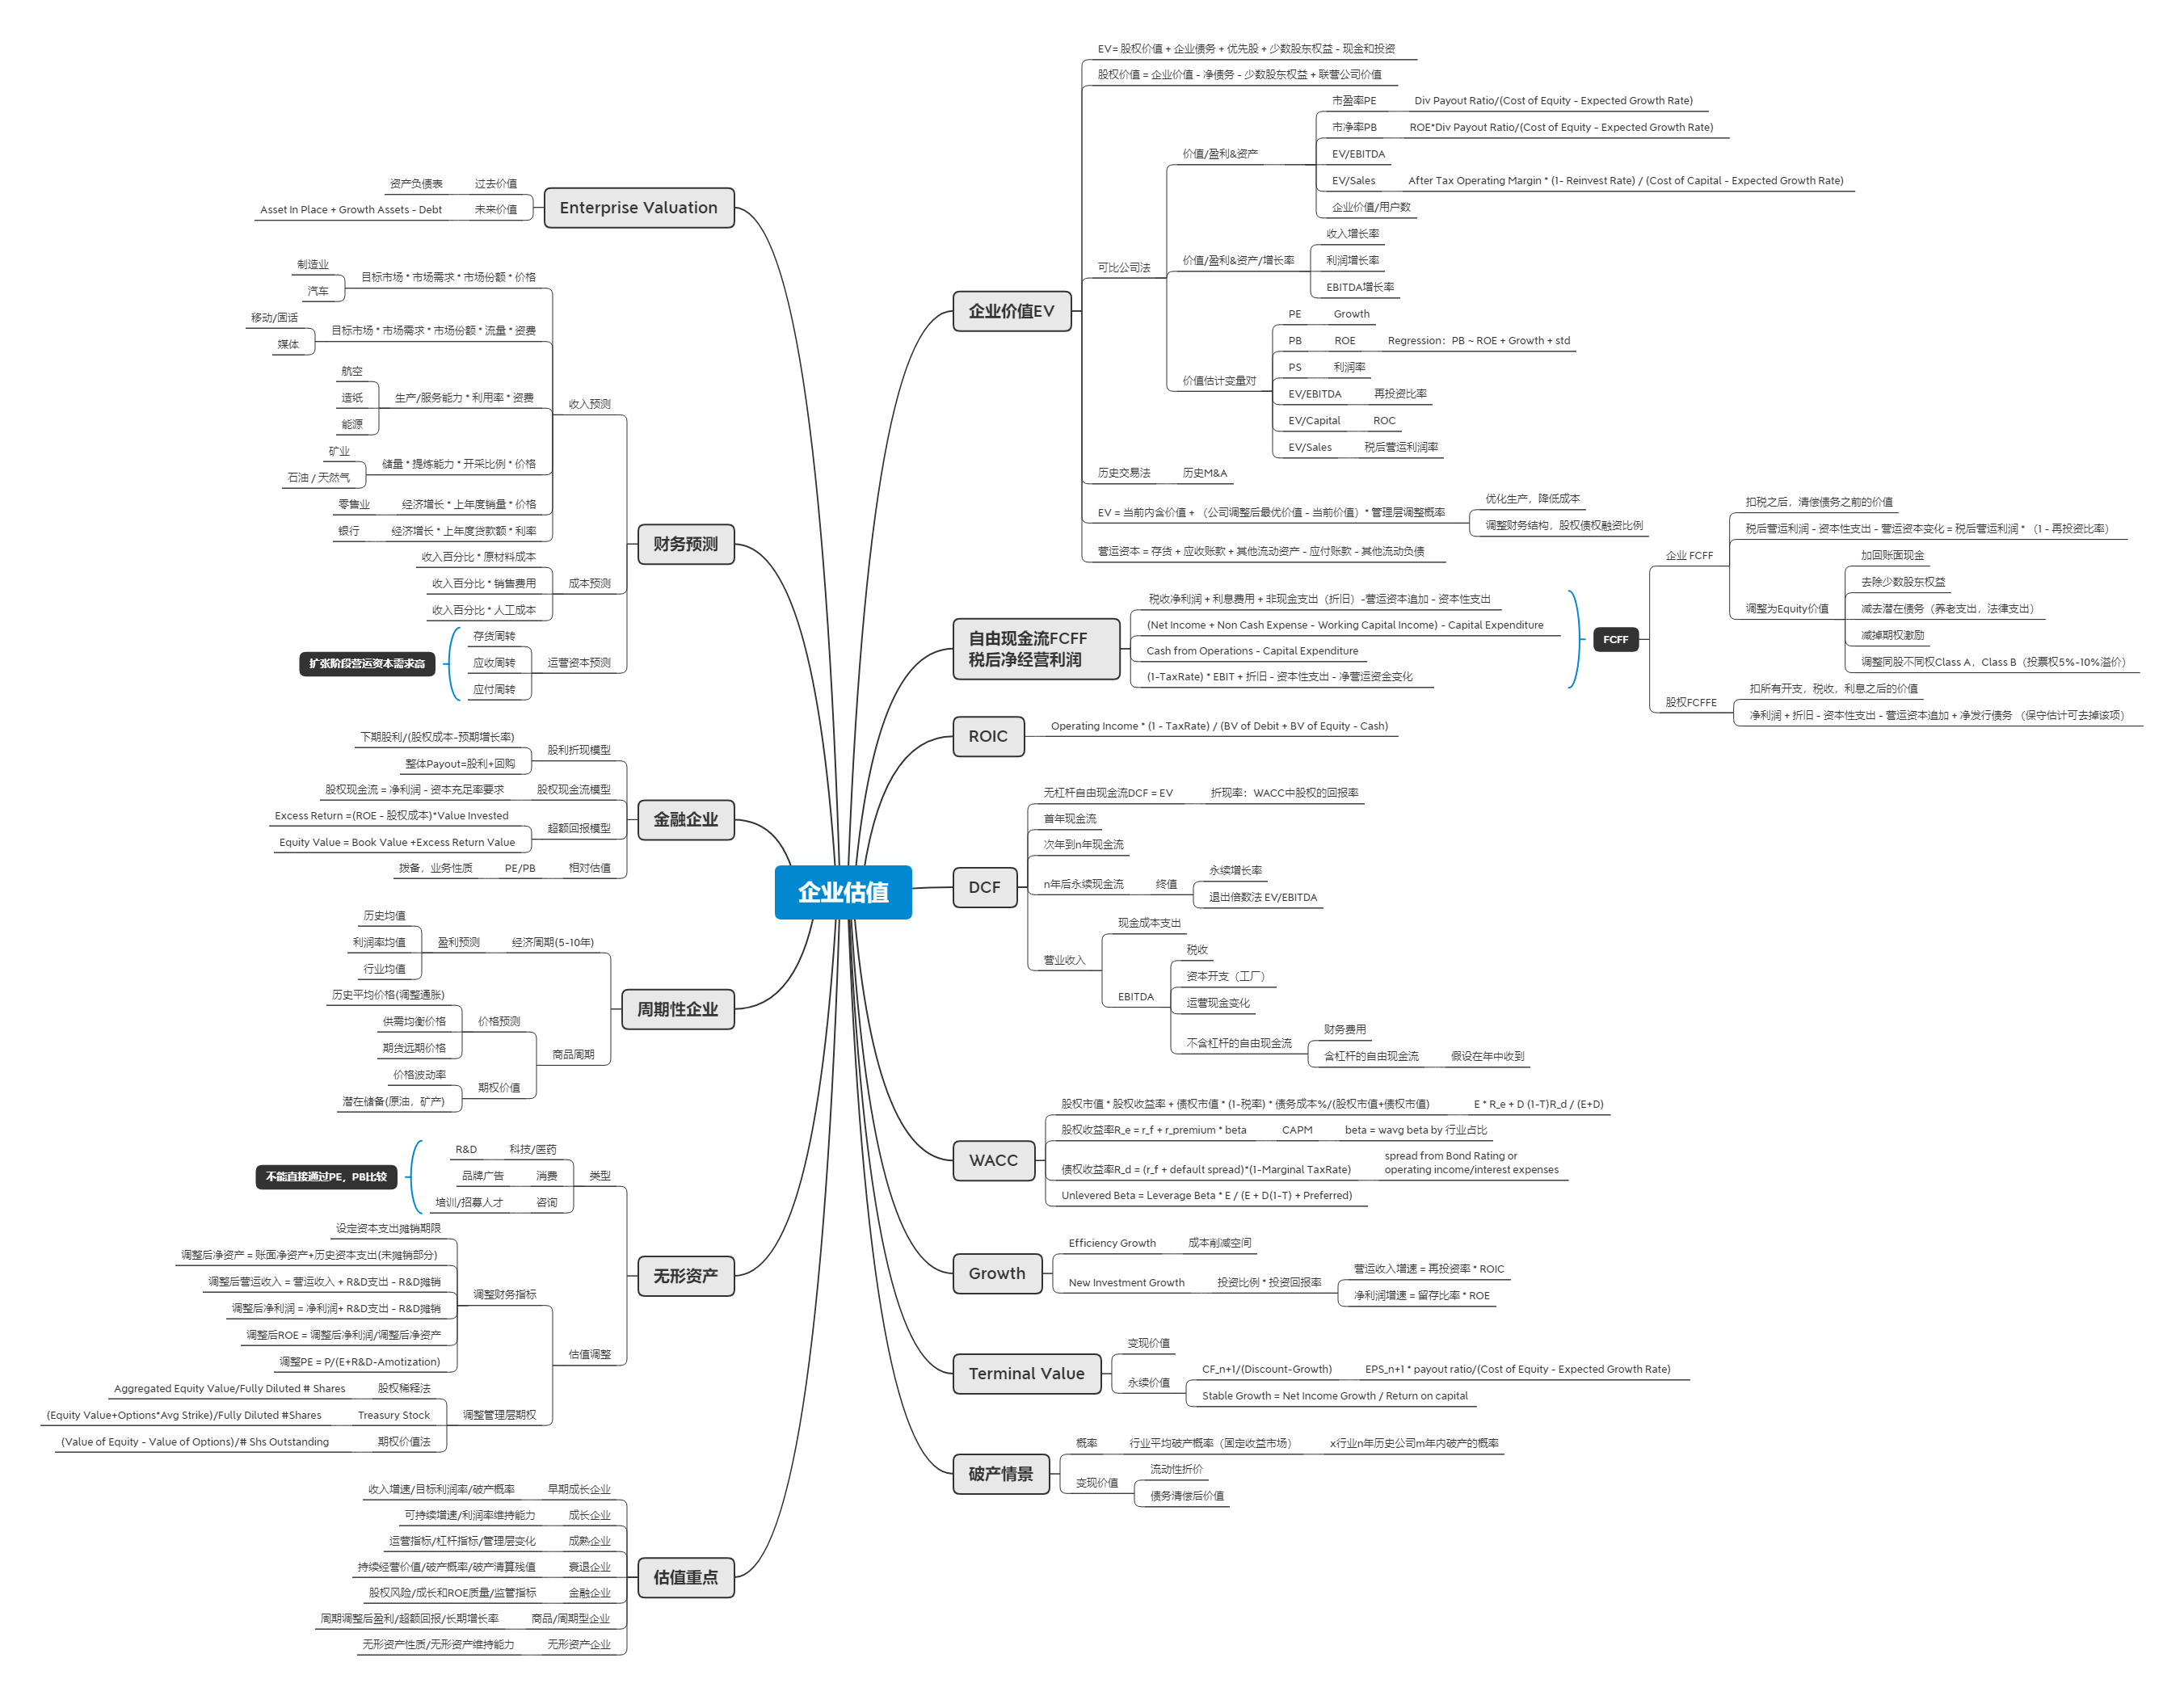 企业估值
Enterprise Valuation
过去价值
资产负债表
未来价值
Asset In Place + Growth Assets - Debt
财务预测
收入预测
目标市场 * 市场需求 * 市场份额 * 价格
制造业
汽车
目标市场 * 市场需求 * 市场份额 * 流量 * 资费
移动/固话
媒体
生产/服务能力 * 利用率 * 资费
航空
造纸
能源
储量 * 提炼能力 * 开采比例 * 价格
矿业
石油 / 天然气
经济增长 * 上年度销量 * 价格
零售业
经济增长 * 上年度贷款额 * 利率
银行
成本预测
收入百分比 * 原材料成本
收入百分比 * 销售费用
收入百分比 * 人工成本
运营资本预测
存货周转
应收周转
应付周转
扩张阶段营运资本需求高
金融企业
股利折现模型
下期股利/(股权成本-预期增长率)
整体Payout=股利+回购
股权现金流模型
股权现金流 = 净利润 - 资本充足率要求
超额回报模型
Excess Return =(ROE - 股权成本)*Value Invested
Equity Value = Book Value +Excess Return Value
相对估值
PE/PB
拨备，业务性质
周期性企业
经济周期(5-10年)
盈利预测
历史均值
利润率均值
行业均值
商品周期
价格预测
历史平均价格(调整通胀)
供需均衡价格
期货远期价格
期权价值
价格波动率
潜在储备(原油，矿产)
无形资产
类型
科技/医药
R&D
消费
品牌广告
咨询
培训/招募人才
不能直接通过PE，PB比较
估值调整
调整财务指标
设定资本支出摊销期限
调整后净资产 = 账面净资产+历史资本支出(未摊销部分)
调整后营运收入 = 营运收入 + R&D支出 - R&D摊销
调整后净利润 = 净利润+ R&D支出 - R&D摊销
调整后ROE = 调整后净利润/调整后净资产
调整PE = P/(E+R&D-Amotization)
调整管理层期权
股权稀释法
Aggregated Equity Value/Fully Diluted # Shares
Treasury Stock
(Equity Value+Options*Avg Strike)/Fully Diluted #Shares
期权价值法
(Value of Equity - Value of Options)/# Shs Outstanding
估值重点
早期成长企业
收入增速/目标利润率/破产概率
成长企业
可持续增速/利润率维持能力
成熟企业
运营指标/杠杆指标/管理层变化
衰退企业
持续经营价值/破产概率/破产清算残值
金融企业
股权风险/成长和ROE质量/监管指标
商品/周期型企业
周期调整后盈利/超额回报/长期增长率
无形资产企业
无形资产性质/无形资产维持能力
企业价值EV
EV= 股权价值 + 企业债务 + 优先股 + 少数股东权益 - 现金和投资
股权价值 = 企业价值 - 净债务 - 少数股东权益 + 联营公司价值
可比公司法
价值/盈利&资产
市盈率PE
Div Payout Ratio/(Cost of Equity - Expected Growth Rate)
市净率PB
ROE*Div Payout Ratio/(Cost of Equity - Expected Growth Rate)
EV/EBITDA
EV/Sales
After Tax Operating Margin * (1- Reinvest Rate) / (Cost of Capital - Expected Growth Rate)
企业价值/用户数
价值/盈利&资产/增长率
收入增长率
利润增长率
EBITDA增长率
价值估计变量对
PE
Growth
PB
ROE
Regression：PB ~ ROE + Growth + std
PS
利润率
EV/EBITDA
再投资比率
EV/Capital
ROC
EV/Sales
税后营运利润率
历史交易法
历史M&A
EV = 当前内含价值 + （公司调整后最优价值 - 当前价值）* 管理层调整概率
优化生产，降低成本
调整财务结构，股权债权融资比例
营运资本 = 存货 + 应收账款 + 其他流动资产 - 应付账款 - 其他流动负债
自由现金流FCFF
税后净经营利润
税收净利润 + 利息费用 + 非现金支出（折旧）-营运资本追加 - 资本性支出
(Net Income + Non Cash Expense - Working Capital Income) - Capital Expenditure
Cash from Operations - Capital Expenditure
(1-TaxRate) * EBIT + 折旧 - 资本性支出 - 净营运资金变化
FCFF
企业 FCFF
扣税之后，清偿债务之前的价值
税后营运利润 - 资本性支出 - 营运资本变化 = 税后营运利润 * （1 - 再投资比率）
调整为Equity价值
加回账面现金
去除少数股东权益
减去潜在债务（养老支出，法律支出）
减掉期权激励
调整同股不同权Class A，Class B（投票权5%-10%溢价）
股权FCFFE
扣所有开支，税收，利息之后的价值
净利润 + 折旧 - 资本性支出 - 营运资本追加 + 净发行债务 （保守估计可去掉该项）
ROIC
Operating Income * (1 - TaxRate) / (BV of Debit + BV of Equity - Cash)
DCF
无杠杆自由现金流DCF = EV
折现率：WACC中股权的回报率
首年现金流
次年到n年现金流
n年后永续现金流
终值
永续增长率
退出倍数法 EV/EBITDA
营业收入
现金成本支出
EBITDA
税收
资本开支（工厂）
运营现金变化
不含杠杆的自由现金流
财务费用
含杠杆的自由现金流
假设在年中收到
WACC
股权市值 * 股权收益率 + 债权市值 * (1-税率) * 债务成本%/(股权市值+债权市值)
E * R_e + D (1-T)R_d / (E+D)
股权收益率R_e = r_f + r_premium * beta
CAPM
beta = wavg beta by 行业占比
债权收益率R_d = (r_f + default spread)*(1-Marginal TaxRate)
spread from Bond Rating or
operating income/interest expenses
Unlevered Beta = Leverage Beta * E / (E + D(1-T) + Preferred)
Growth
Efficiency Growth
成本削减空间
New Investment Growth
投资比例 * 投资回报率
营运收入增速 = 再投资率 * ROIC
净利润增速 = 留存比率 * ROE
Terminal Value
变现价值
永续价值
CF_n+1/(Discount-Growth)
EPS_n+1 * payout ratio/(Cost of Equity - Expected Growth Rate)
Stable Growth = Net Income Growth / Return on capital
破产情景
概率
行业平均破产概率（固定收益市场）
x行业n年历史公司m年内破产的概率
变现价值
流动性折价
债务清偿后价值